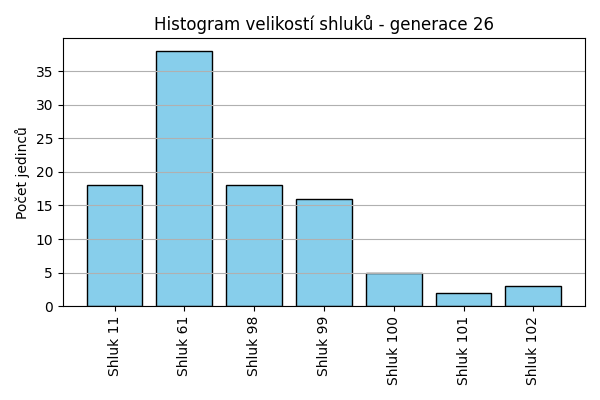 Histogram velikostí shluků - generace 26
Počet jedinců
35
30
25
20
15
10
5
0
Shluk 11
Shluk 61
Shluk 98
Shluk 99
Shluk 100
Shluk 101
Shluk 102